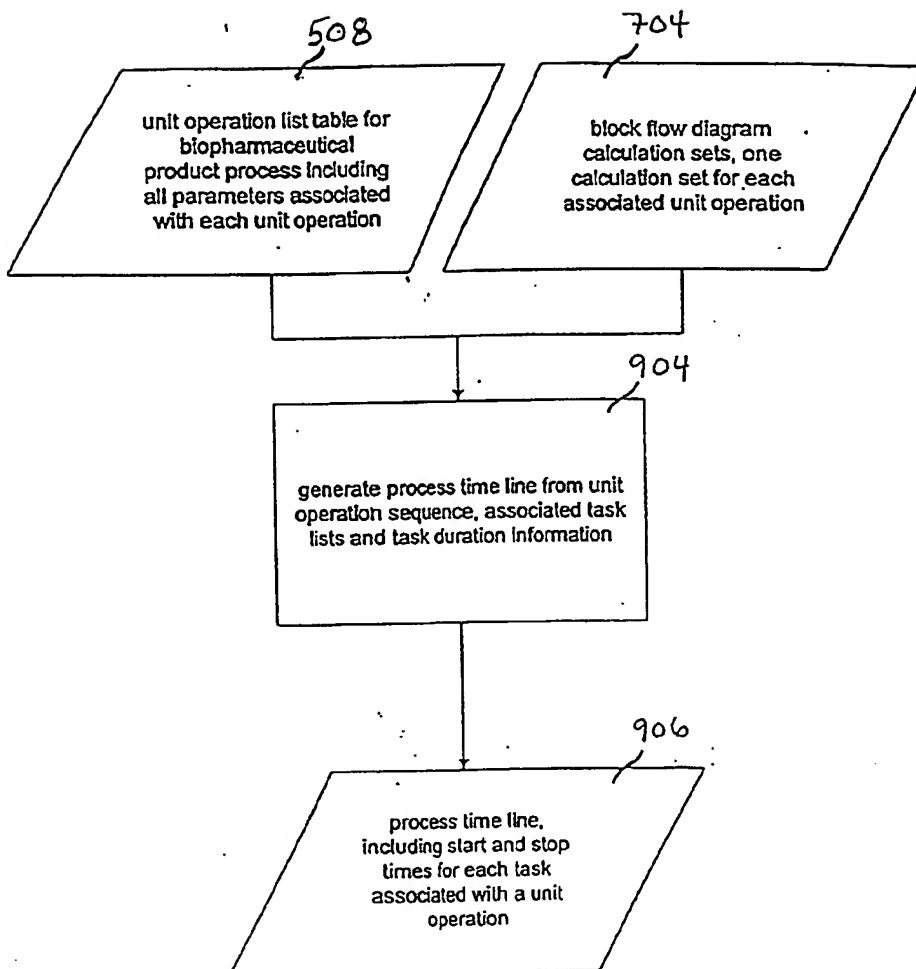 508
unit operation list table for
biopharmaceutical
product process including
all parameters associated
with each unit operation
704
block flow diagram
calculation sets, one
calculation set for each
associated unit operation
904
generate process time line from unit
operation sequence, associated task
lists and task duration information
906
process time line,
including start and stop
times for each task
associated with a unit
operation